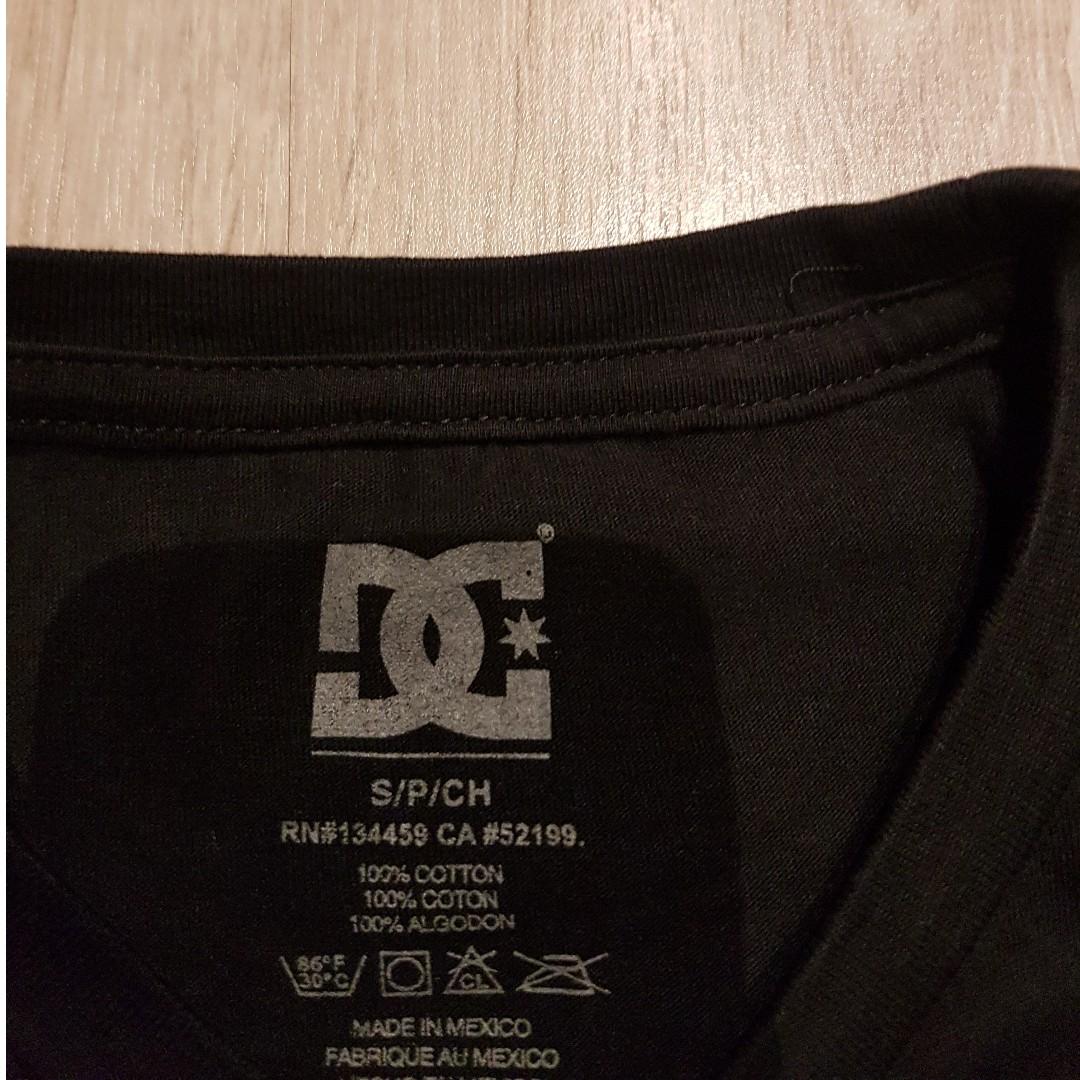 DC®
S/P/CH
RN#134459 CA #52199.
100% COTTON
100% COTON
100% ALGODON
86°F
30°C
CL
MADE IN MEXICO
FABRIQUE AU MEXICO